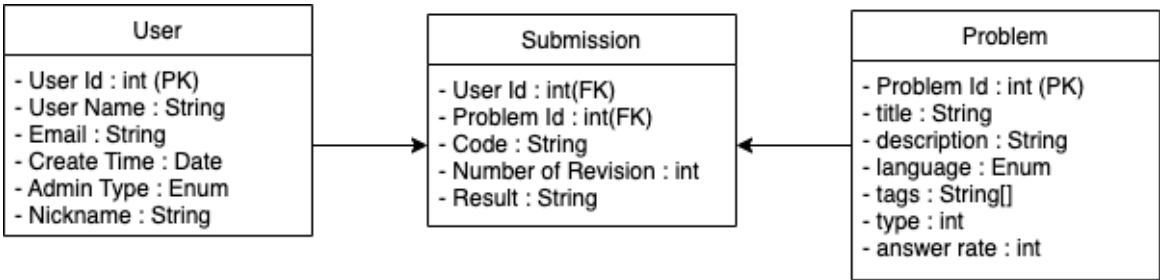 User
- User Id : int (PK)
- User Name : String
- Email : String
- Create Time : Date
- Admin Type : Enum
- Nickname : String
Submission
- User Id : int(FK)
- Problem Id : int(FK)
- Code : String
- Number of Revision : int
- Result : String
Problem
- Problem Id : int (PK)
- title : String
- description : String
- language : Enum
- tags : String[]
- type : int
- answer rate : int